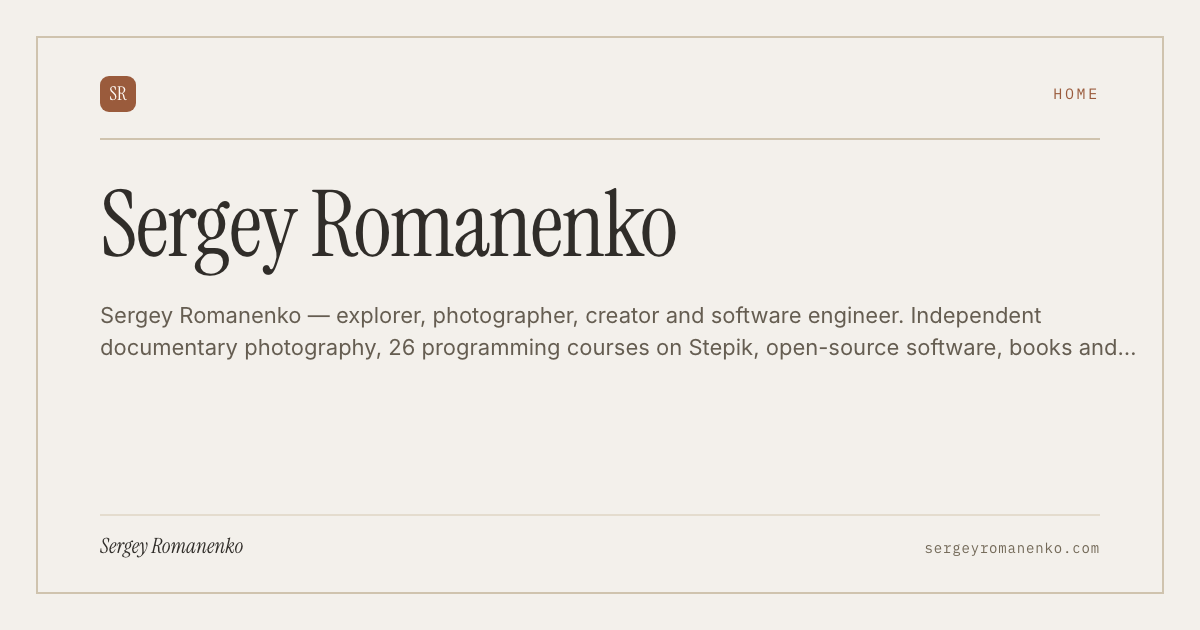 SR
HOME
Sergey Romanenko
Sergey Romanenko — explorer, photographer, creator and software engineer. Independent
documentary photography, 26 programming courses on Stepik, open-source software, books and...
Sergey Romanenko
sergeyromanenko.com